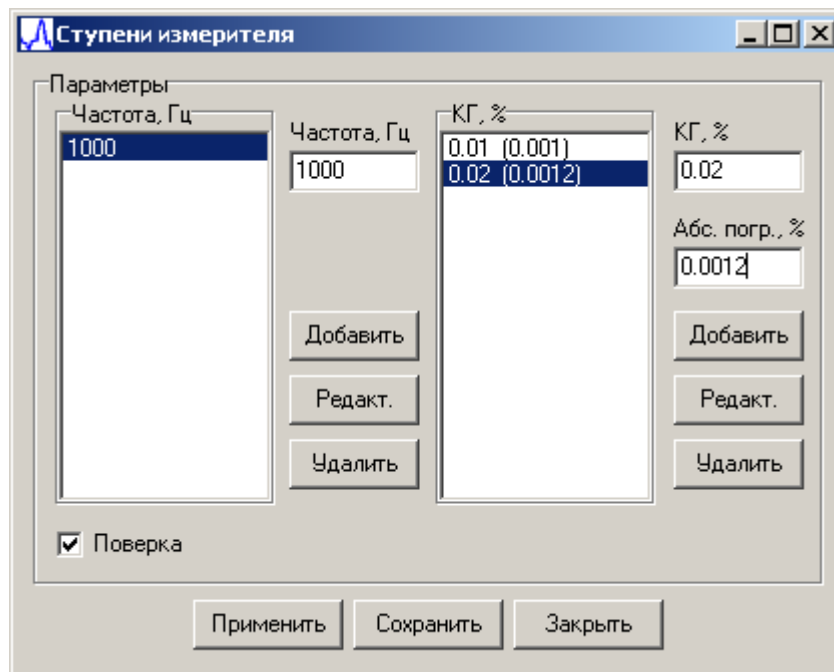 Ступени измерителя
Параметры
Частота, Гц
1000
Частота, Гц
1000
Добавить
Редакт.
Удалить
КГ, %
0.01 (0.001)
0.02 (0.0012)
КГ, %
0.02
Абс. погр., %
0.0012
Добавить
Редакт.
Удалить
Поверка
Применить Сохранить Закрыть